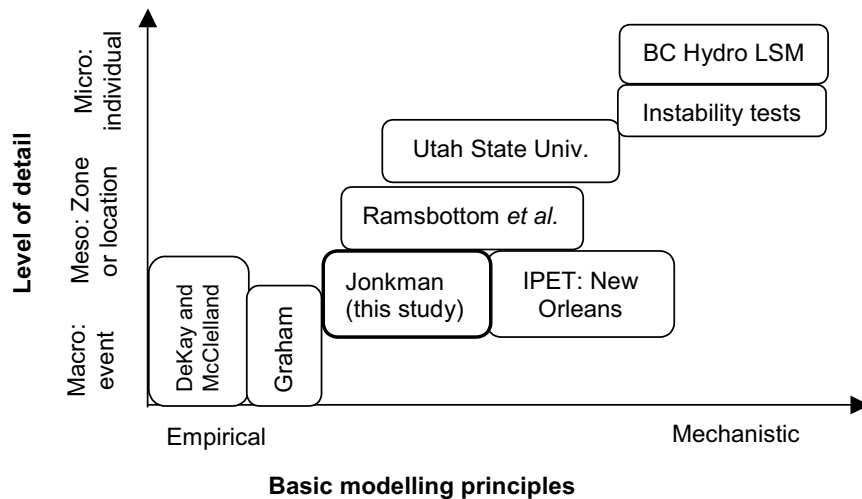 Level of detail
Micro:
individual
Meso: Zone
or location
Macro:
event
BC Hydro LSM
Instability tests
Utah State Univ.
Ramsbottom et al.
Jonkman
(this study)
IPET: New
Orleans
DeKay and
McClelland
Graham
Empirical
Mechanistic
Basic modelling principles